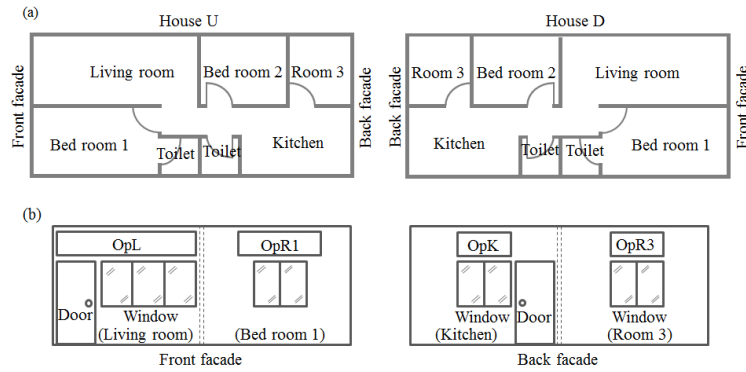 (a)
House U
House D
Front facade
Living room
Bed room 2
Room 3
Bed room 1
Toilet
Toilet
Kitchen
Back facade
Back facade
Room 3
Bed room 2
Living room
Kitchen
Toilet
Toilet
Bed room 1
Front facade
(b)
OpL
OpR1
Door
Window
(Living room)
(Bed room 1)
Front facade
OpK
OpR3
Window
(Kitchen)
Door
Window
(Room 3)
Back facade